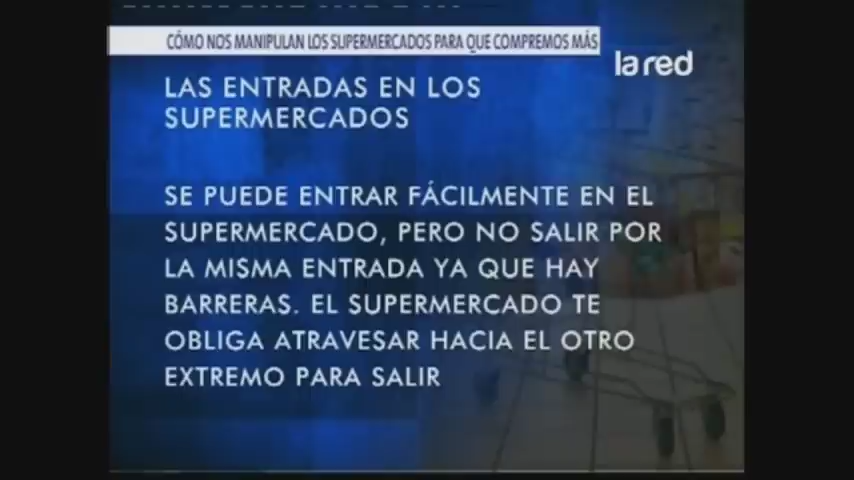 CÓMO NOS MANIPULAN LOS SUPERMERCADOS PARA QUE COMPREMOS MÁS
la red
LAS ENTRADAS EN LOS
SUPERMERCADOS
SE PUEDE ENTRAR FÁCILMENTE EN EL
SUPERMERCADO, PERO NO SALIR POR
LA MISMA ENTRADA YA QUE HAY
BARRERAS. EL SUPERMERCADO TE
OBLIGA ATRAVESAR HACIA EL OTRO
EXTREMO PARA SALIR